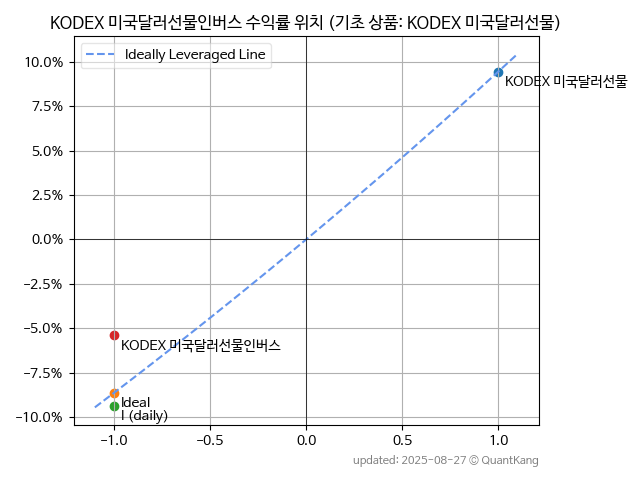 KODEX 미국달러선물인버스 수익률 위치 (기초 상품: KODEX 미국달러선물)
Ideally Leveraged Line
10.0%
7.5%
5.0%
2.5%
0.0%
−2.5%
−5.0%
−7.5%
−10.0%
KODEX 미국달러선물
KODEX 미국달러선물인버스
Ideal
I (daily)
−1.0
−0.5
0.0
0.5
1.0
updated: 2025-08-27 © QuantKang